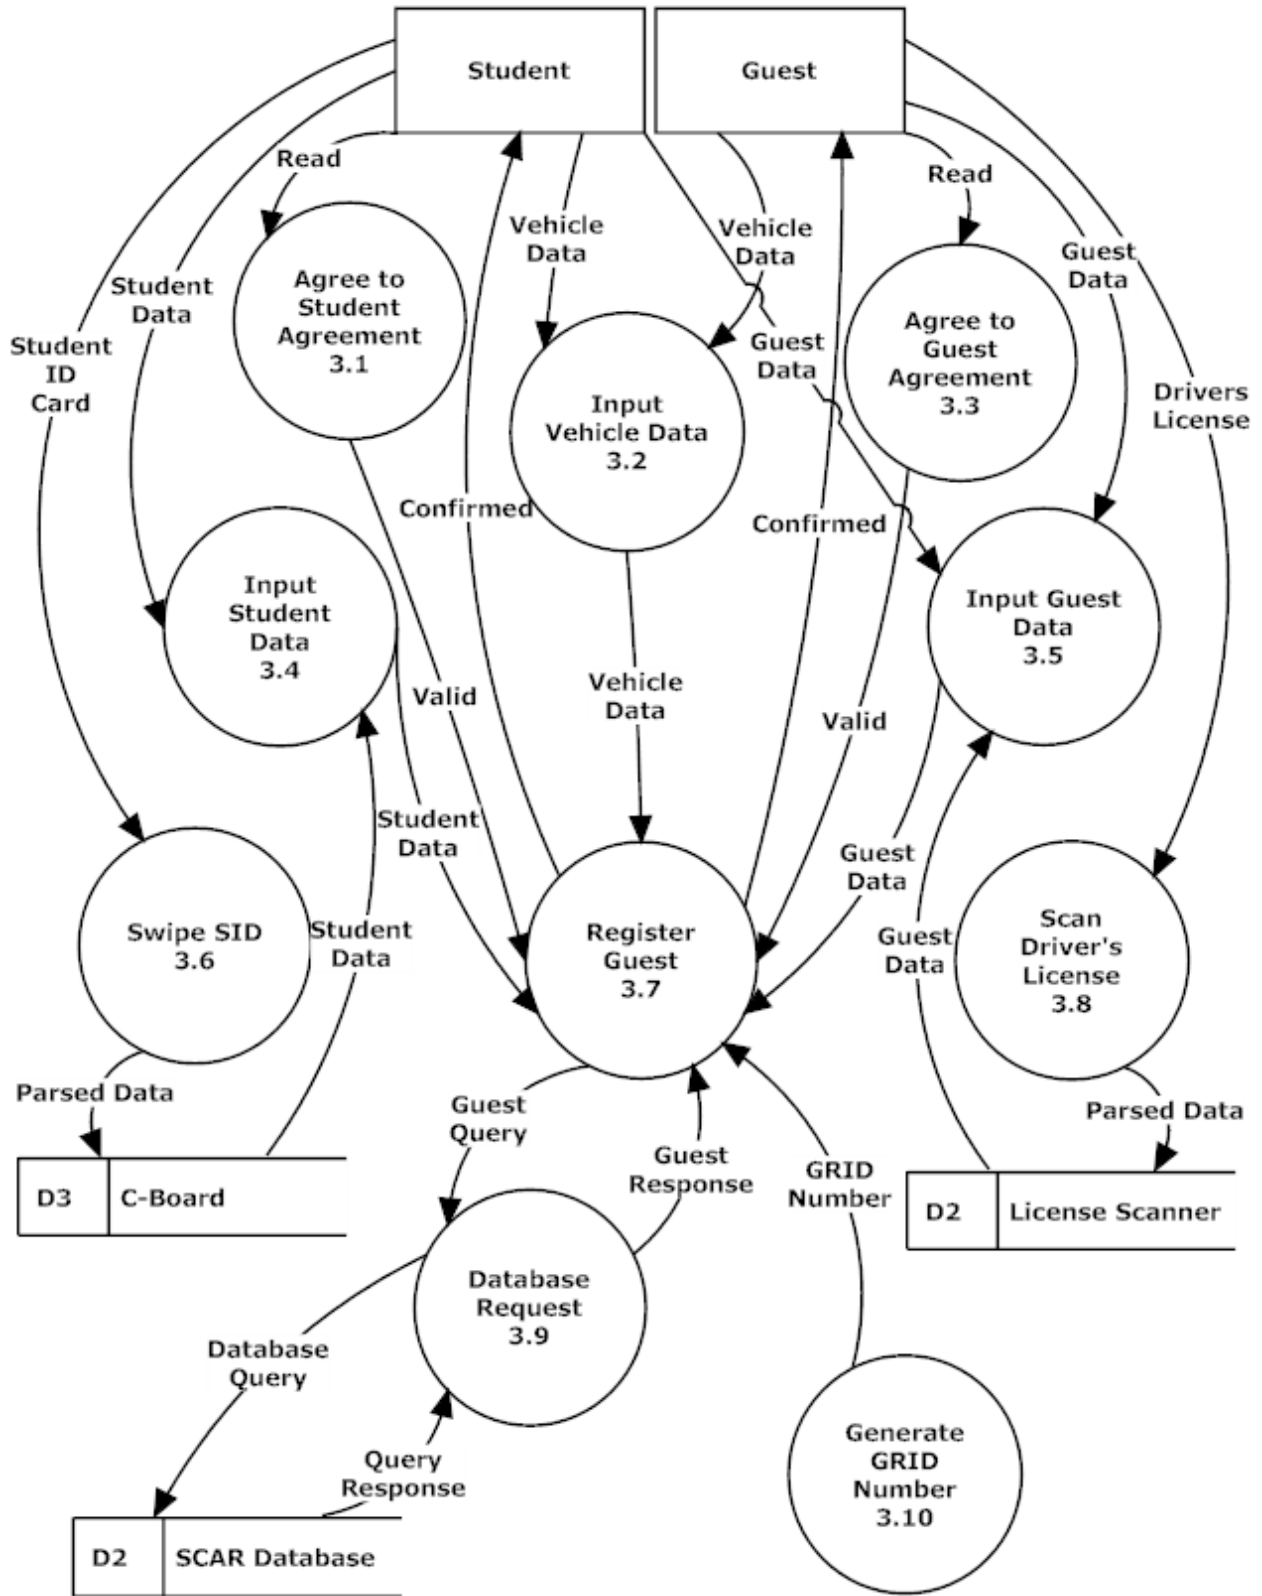 Student
Guest
Read
Read
Vehicle
Data
Vehicle
Data
Guest
Data
Student
Data
Agree to
Student
Agreement
3.1
Agree to
Guest
Agreement
3.3
Student
ID
Card
Guest
Data
Drivers
License
Input
Vehicle Data
3.2
Confirmed
Confirmed
Input
Student
Data
3.4
Input Guest
Data
3.5
Valid
Vehicle
Data
Valid
Student
Data
Guest
Data
Swipe SID
3.6
Student
Data
Register
Guest
3.7
Guest
Data
Scan
Driver's
License
3.8
Parsed Data
Guest
Query
Parsed Data
Guest
Response
GRID
Number
D3
C-Board
D2
License Scanner
Database
Request
3.9
Database
Query
Query
Response
Generate
GRID
Number
3.10
D2
SCAR Database